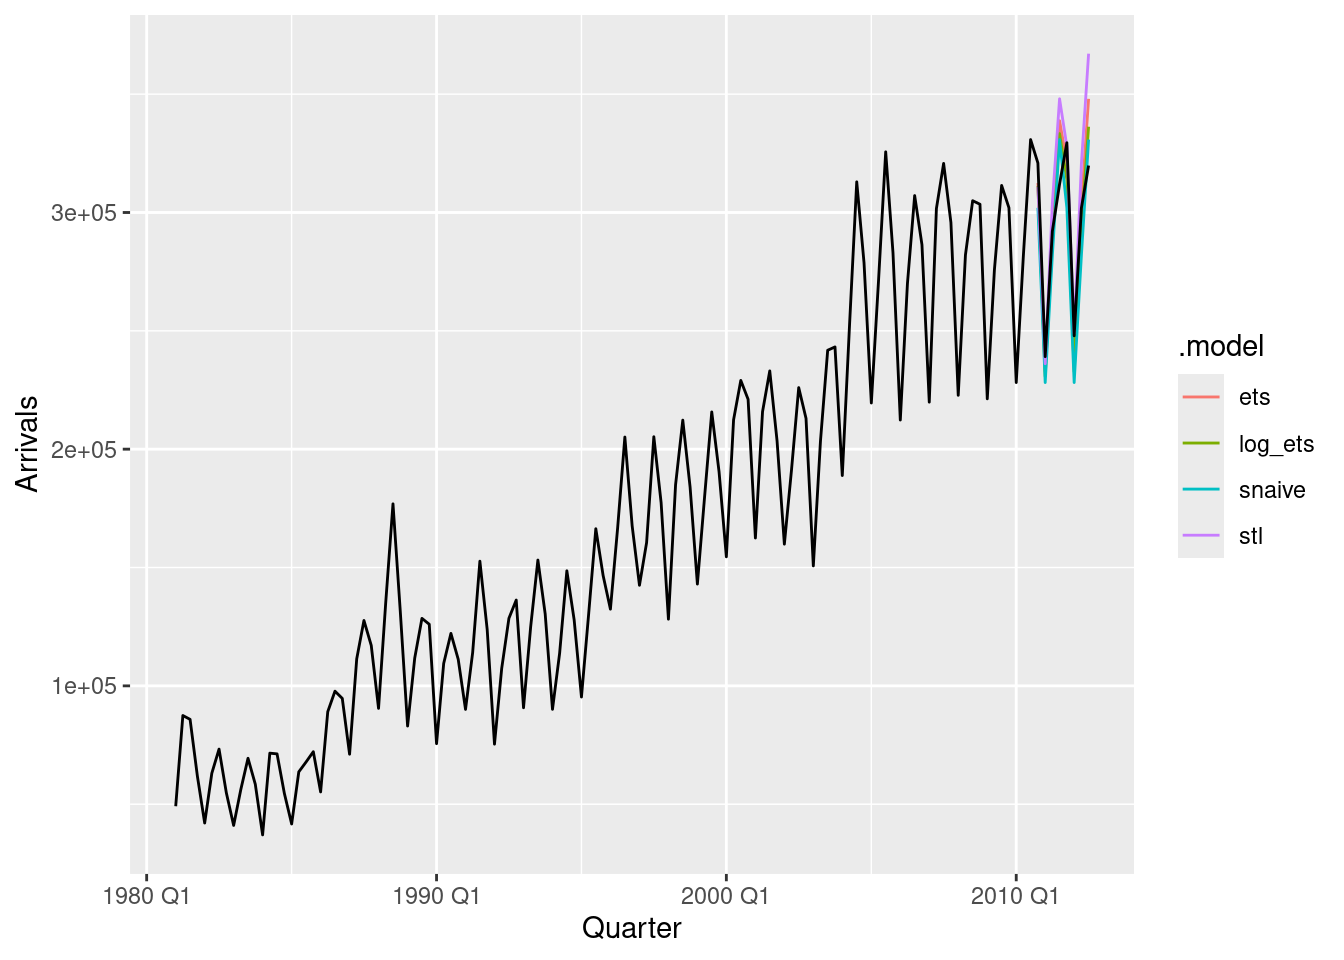 3e+05
2e+05
1e+05
Arrivals
1980 Q1
1990 Q1
2000 Q1
2010 Q1
Quarter
.model
ets
log_ets
snaive
stl